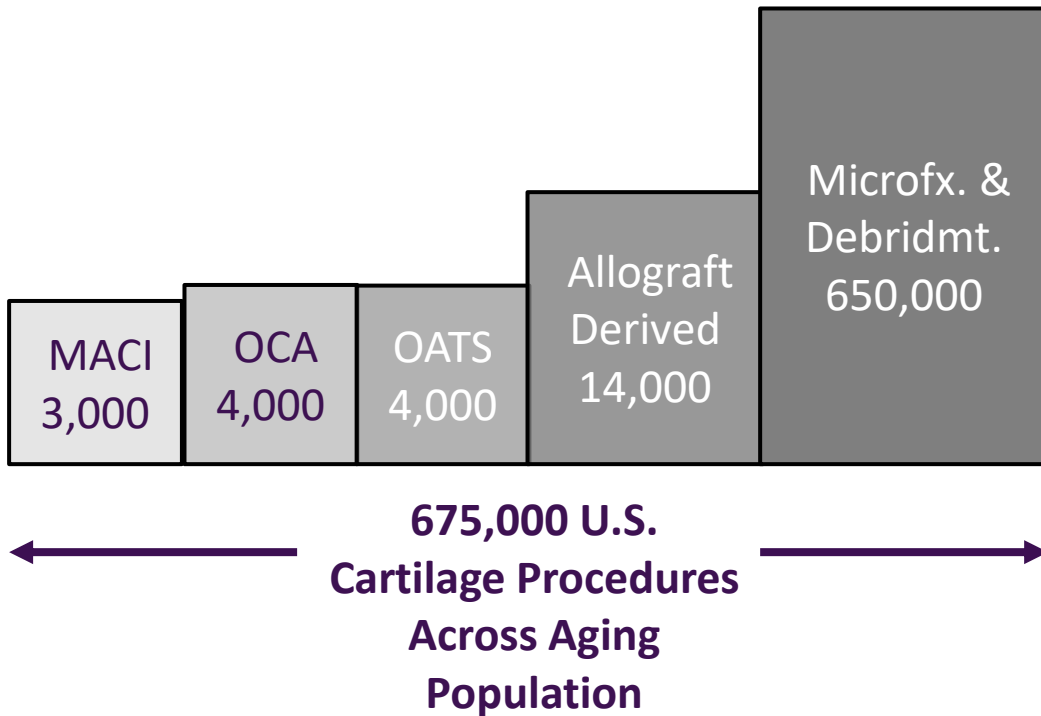 MACI
3,000
OCA
4,000
OATS
4,000
Allograft
Derived
14,000
Microfx. &
Debridmt.
650,000
675,000 U.S.
Cartilage Procedures
Across Aging
Population